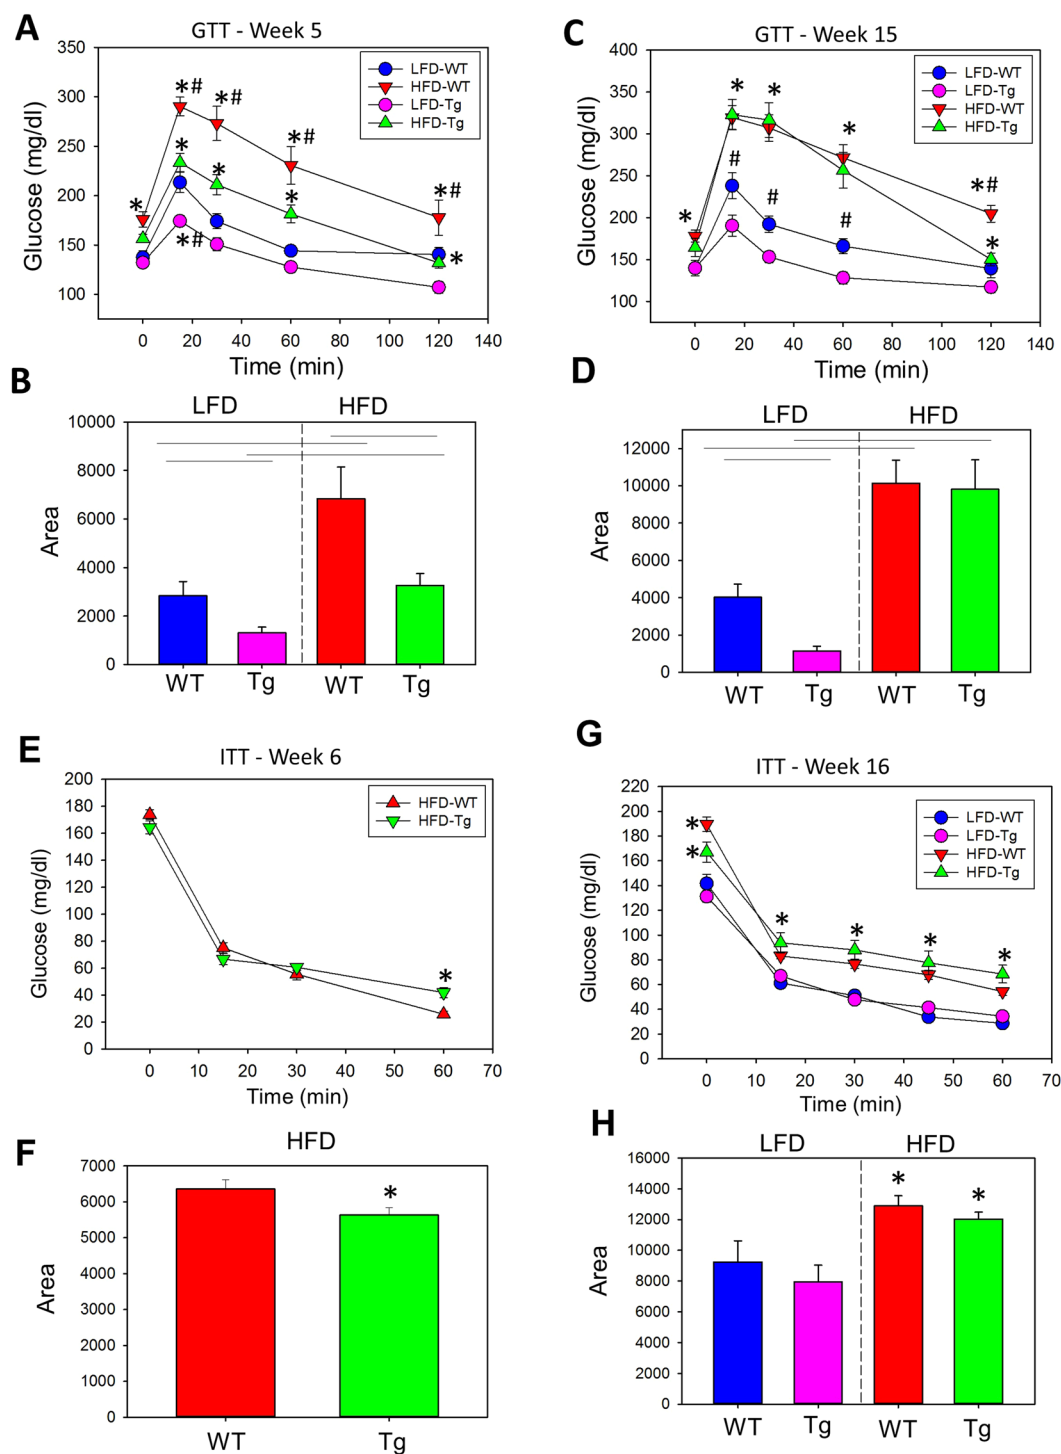 A
GTT - Week 5
350
300
250
200
150
100
Glucose (mg/dl)
LFD-WT
HFD-WT
LFD-Tg
HFD-Tg
*
*#
*
*#
*#
*
*#
*
*#
*
0 20 40 60 80 100 120 140
Time (min)
C
GTT - Week 15
400
350
300
250
200
150
100
Glucose (mg/dl)
LFD-WT
LFD-Tg
HFD-WT
HFD-Tg
*
*
#
*
#
*
#
*#
*
0 20 40 60 80 100 120 140
Time (min)
B
LFD HFD
10000
8000
6000
4000
2000
0
Area
WT Tg WT Tg
D
LFD HFD
12000
10000
8000
6000
4000
2000
0
Area
WT Tg WT Tg
E
ITT - Week 6
200
180
160
140
120
100
80
60
40
20
0
Glucose (mg/dl)
HFD-WT
HFD-Tg
*
0 10 20 30 40 50 60 70
Time (min)
G
ITT - Week 16
220
200
180
160
140
120
100
80
60
40
20
0
Glucose (mg/dl)
LFD-WT
LFD-Tg
HFD-WT
HFD-Tg
*
*
* * * *
0 10 20 30 40 50 60 70
Time (min)
F
HFD
7000
6000
5000
4000
3000
2000
1000
0
Area
*
WT Tg
H
LFD HFD
16000
14000
12000
10000
8000
6000
4000
2000
0
Area
* *
WT Tg WT Tg